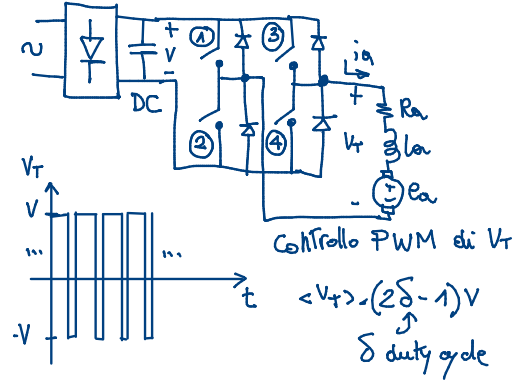 1
3
ia
+
V
-
DC
+
Ra
2
4
VT
La
+
-
ea
-
VT
V
...
...
t
-V
Controllo PWM di VT
<VT> = (2δ - 1) V
δ duty cycle